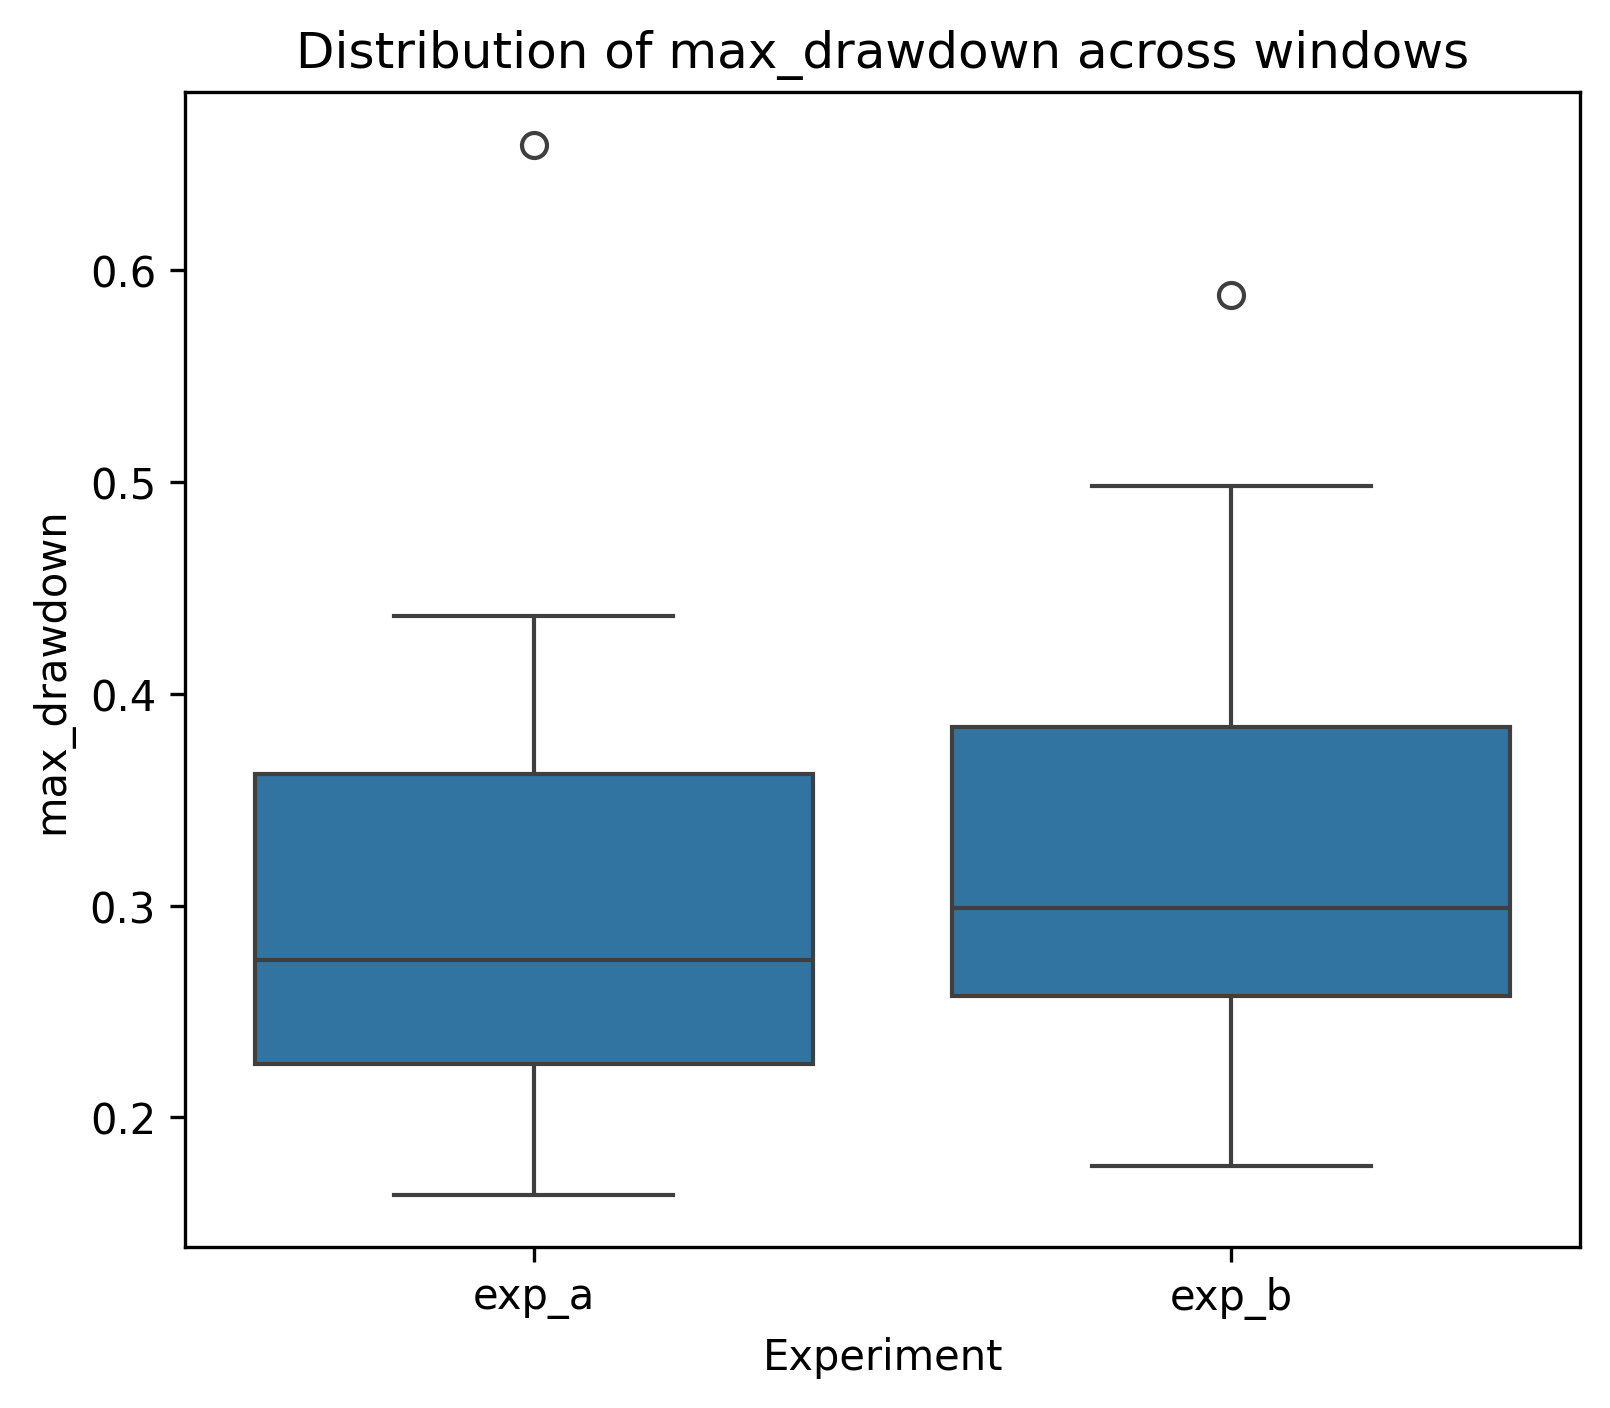 Distribution of max_drawdown across windows
max_drawdown
0.6
0.5
0.4
0.3
0.2
exp_a
exp_b
Experiment